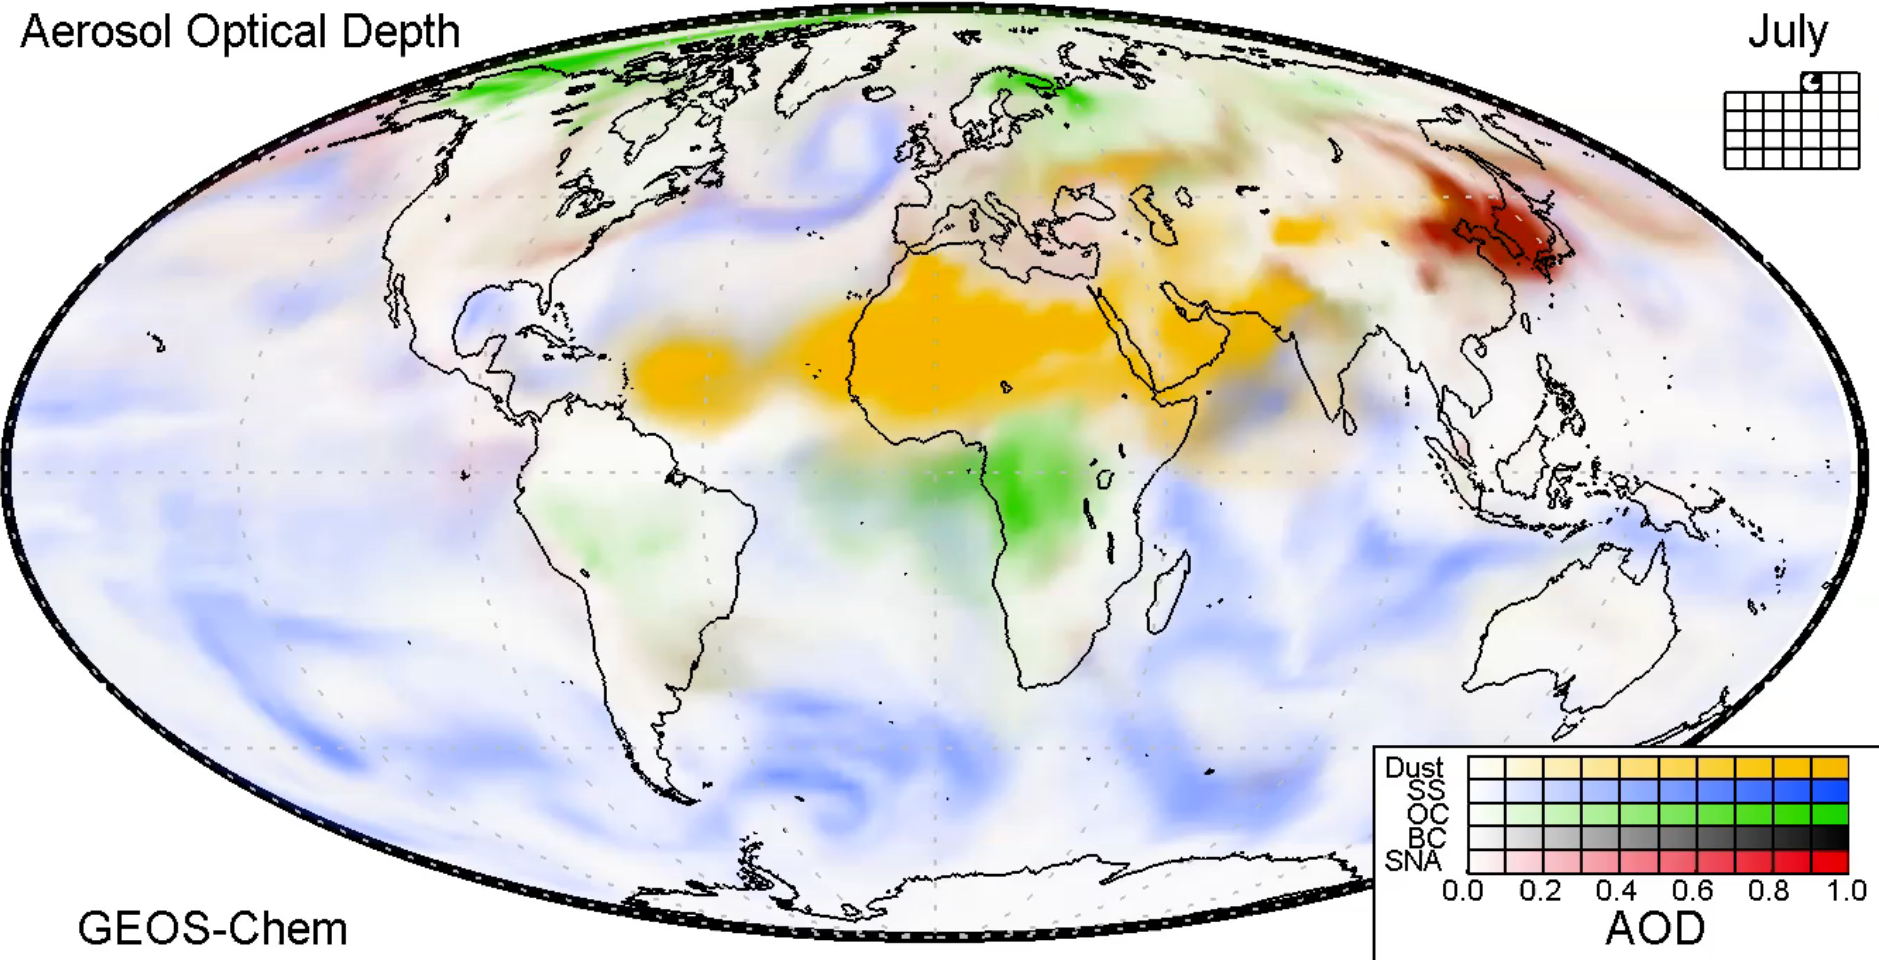 Aerosol Optical Depth
July
Dust
SS
OC
BC
SNA
0.0 0.2 0.4 0.6 0.8 1.0
AOD
GEOS-Chem